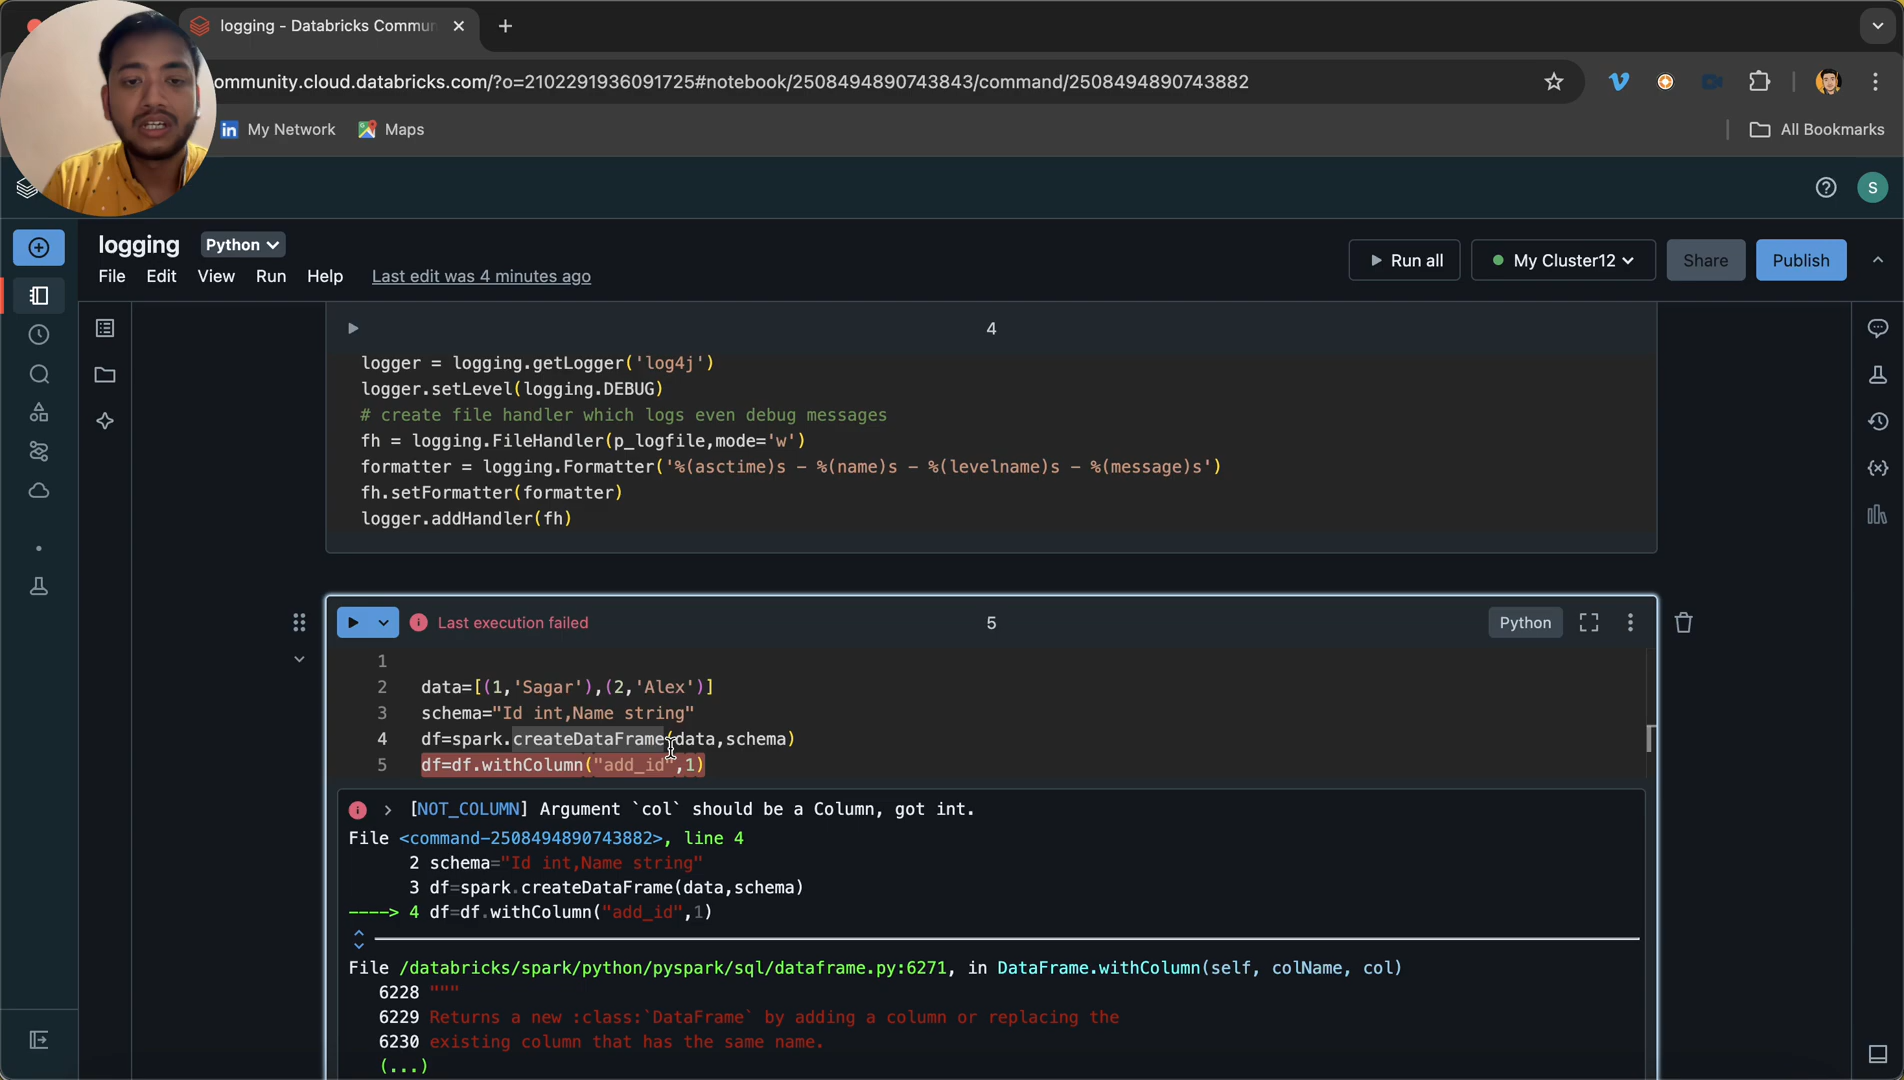 logging - Databricks Commun
ommunity.cloud.databricks.com/?o=2102291936091725#notebook/2508494890743843/command/2508494890743882
My Network
Maps
All Bookmarks
S
logging
Python
File
Edit
View
Run
Help
Last edit was 4 minutes ago
Run all
My Cluster12
Share
Publish
4
logger = logging.getLogger('log4j')
logger.setLevel(logging.DEBUG)
# create file handler which logs even debug messages
fh = logging.FileHandler(p_logfile,mode='w')
formatter = logging.Formatter('%(asctime)s - %(name)s - %(levelname)s - %(message)s')
fh.setFormatter(formatter)
logger.addHandler(fh)
Last execution failed
5
Python
1
2 data=[(1,'Sagar'),(2,'Alex')]
3 schema="Id int,Name string"
4 df=spark.createDataFrame(data,schema)
5 df=df.withColumn("add_id",1)
[NOT_COLUMN] Argument `col` should be a Column, got int.
File <command-2508494890743882>, line 4
2 schema="Id int,Name string"
3 df=spark.createDataFrame(data,schema)
----> 4 df=df.withColumn("add_id",1)
File /databricks/spark/python/pyspark/sql/dataframe.py:6271, in DataFrame.withColumn(self, colName, col)
6228 """
6229 Returns a new :class:`DataFrame` by adding a column or replacing the
6230 existing column that has the same name.
(...)